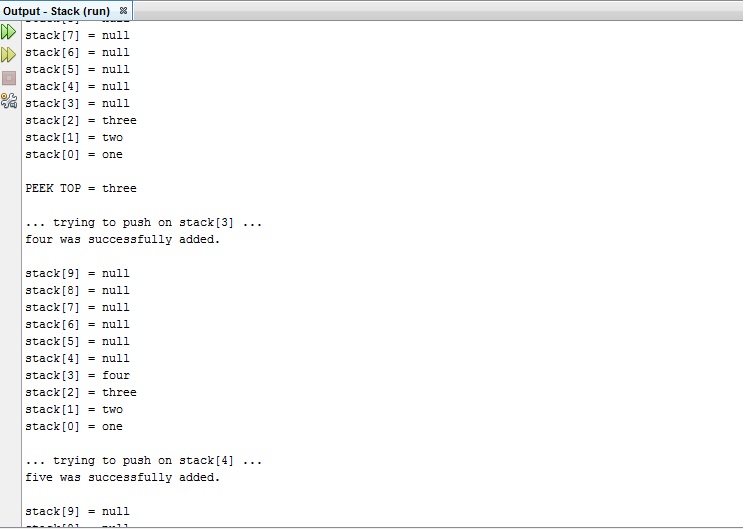 Output - Stack (run)
stack[7] = null
stack[6] = null
stack[5] = null
stack[4] = null
stack[3] = null
stack[2] = three
stack[1] = two
stack[0] = one
PEEK TOP = three
... trying to push on stack[3] ...
four was successfully added.
stack[9] = null
stack[8] = null
stack[7] = null
stack[6] = null
stack[5] = null
stack[4] = null
stack[3] = four
stack[2] = three
stack[1] = two
stack[0] = one
... trying to push on stack[4] ...
five was successfully added.
stack[9] = null